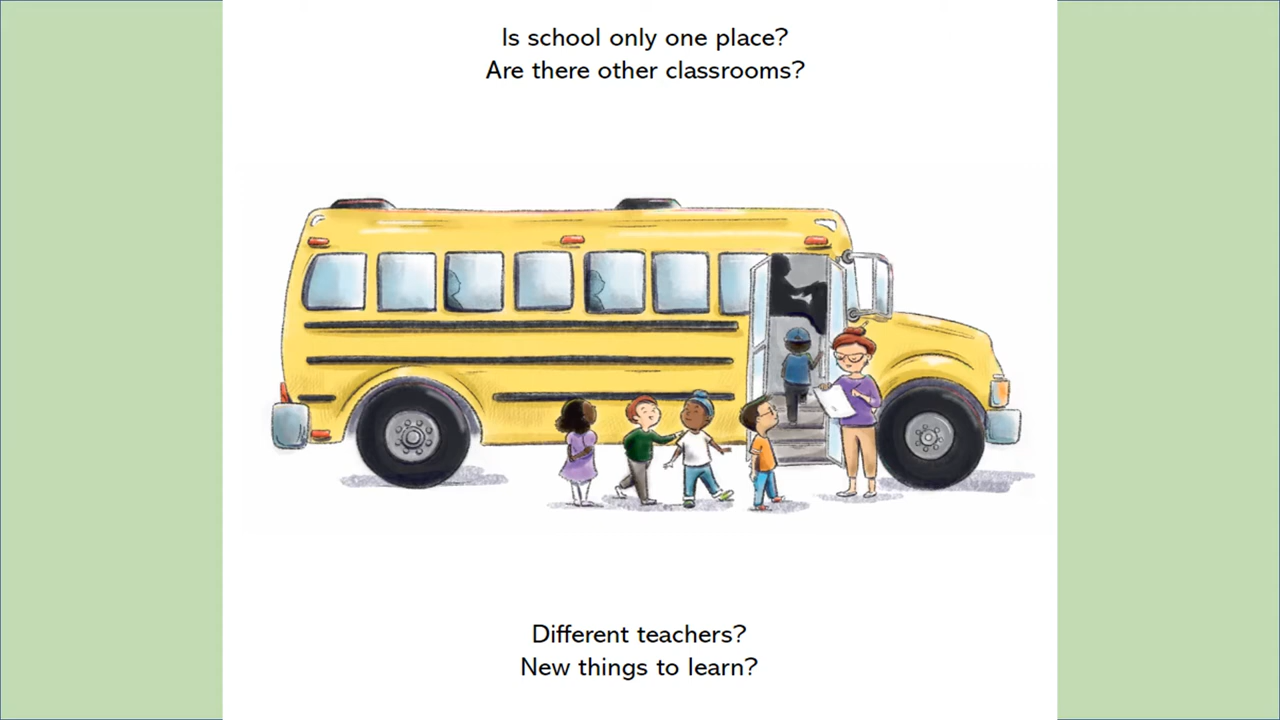 Is school only one place?
Are there other classrooms?
Different teachers?
New things to learn?